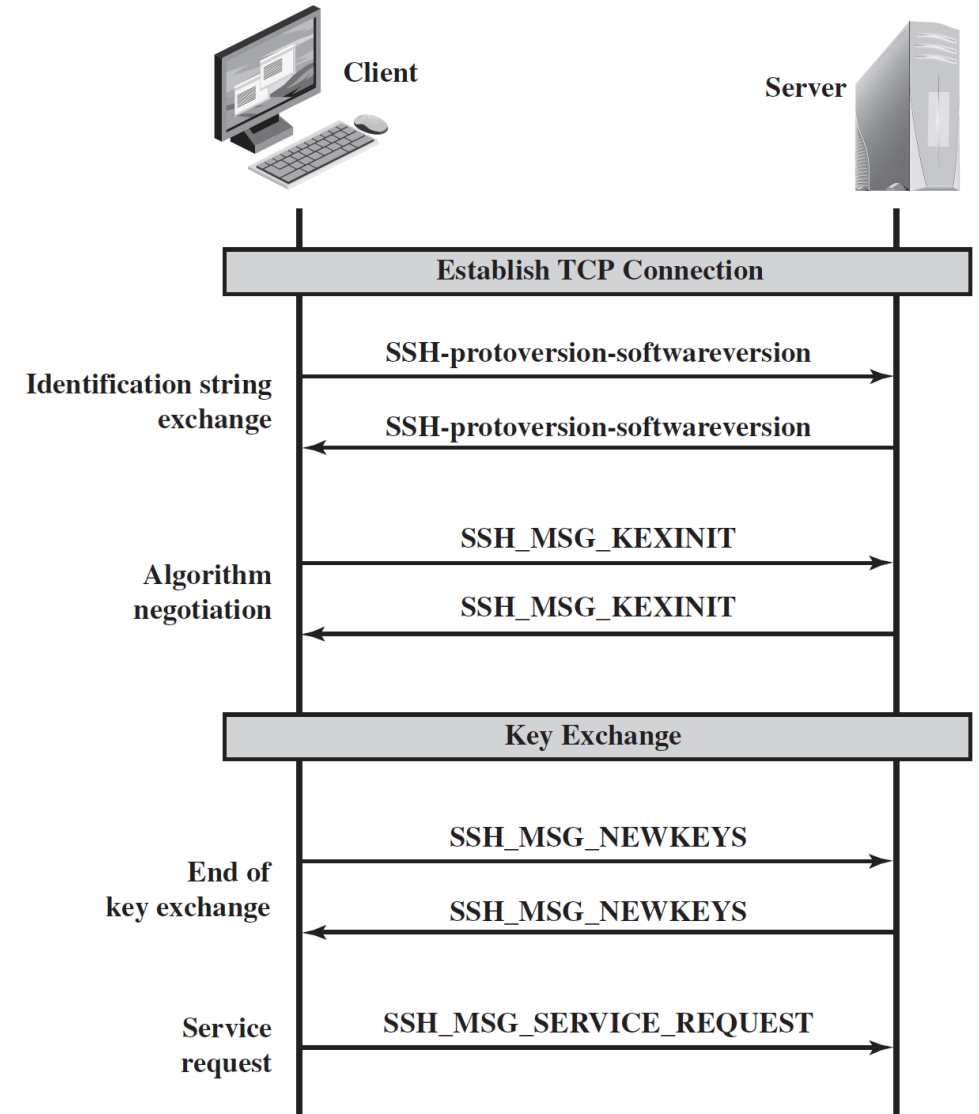 Client
Server
Establish TCP Connection
SSH-protoversion-softwareversion
Identification string
exchange
SSH-protoversion-softwareversion
SSH_MSG_KEXINIT
Algorithm
negotiation
SSH_MSG_KEXINIT
Key Exchange
SSH_MSG_NEWKEYS
End of
key exchange
SSH_MSG_NEWKEYS
Service
request
SSH_MSG_SERVICE_REQUEST